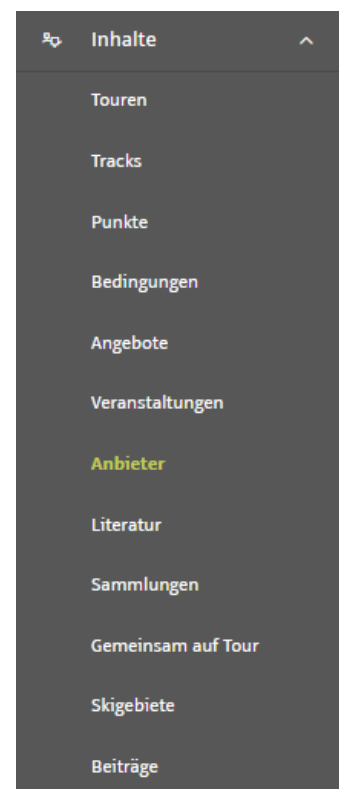 Inhalte
Touren
Tracks
Punkte
Bedingungen
Angebote
Veranstaltungen
Anbieter
Literatur
Sammlungen
Gemeinsam auf Tour
Skigebiete
Beiträge